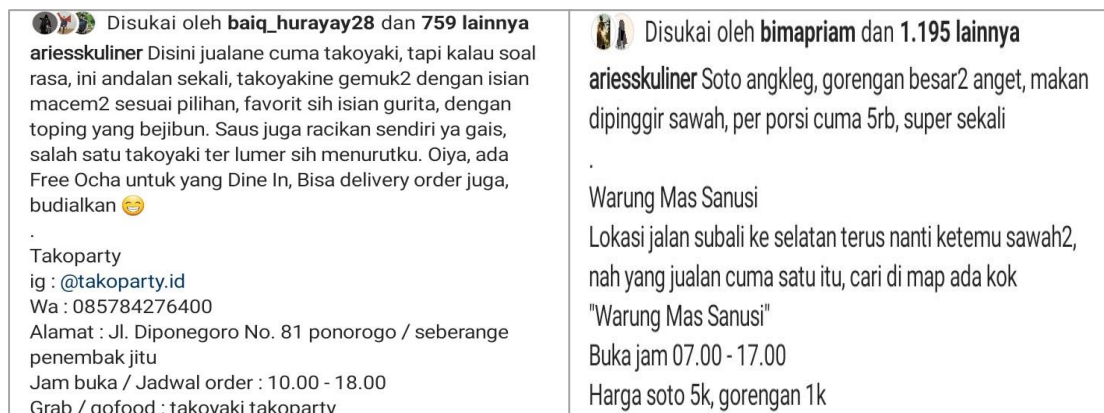 Disukai oleh baiq_hurayay28 dan 759 lainnya
ariesskuliner Disini jualane cuma takoyaki, tapi kalau soal
rasa, ini andalan sekali, takoyakine gemuk2 dengan isian
macem2 sesuai pilihan, favorit sih isian gurita, dengan
toping yang bejibun. Saus juga racikan sendiri ya gais,
salah satu takoyaki ter lumer sih menurutku. Oiya, ada
Free Ocha untuk yang Dine In, Bisa delivery order juga,
budialkan 😁
.
Takoparty
ig : @takoparty.id
Wa : 085784276400
Alamat : Jl. Diponegoro No. 81 ponorogo / seberange
penembak jitu
Jam buka / Jadwal order : 10.00 - 18.00
Grab / gofood : takoyaki takoparty
Disukai oleh bimapriam dan 1.195 lainnya
ariesskuliner Soto angkleg, gorengan besar2 anget, makan
dipinggir sawah, per porsi cuma 5rb, super sekali
.
Warung Mas Sanusi
Lokasi jalan subali ke selatan terus nanti ketemu sawah2,
nah yang jualan cuma satu itu, cari di map ada kok
"Warung Mas Sanusi"
Buka jam 07.00 - 17.00
Harga soto 5k, gorengan 1k